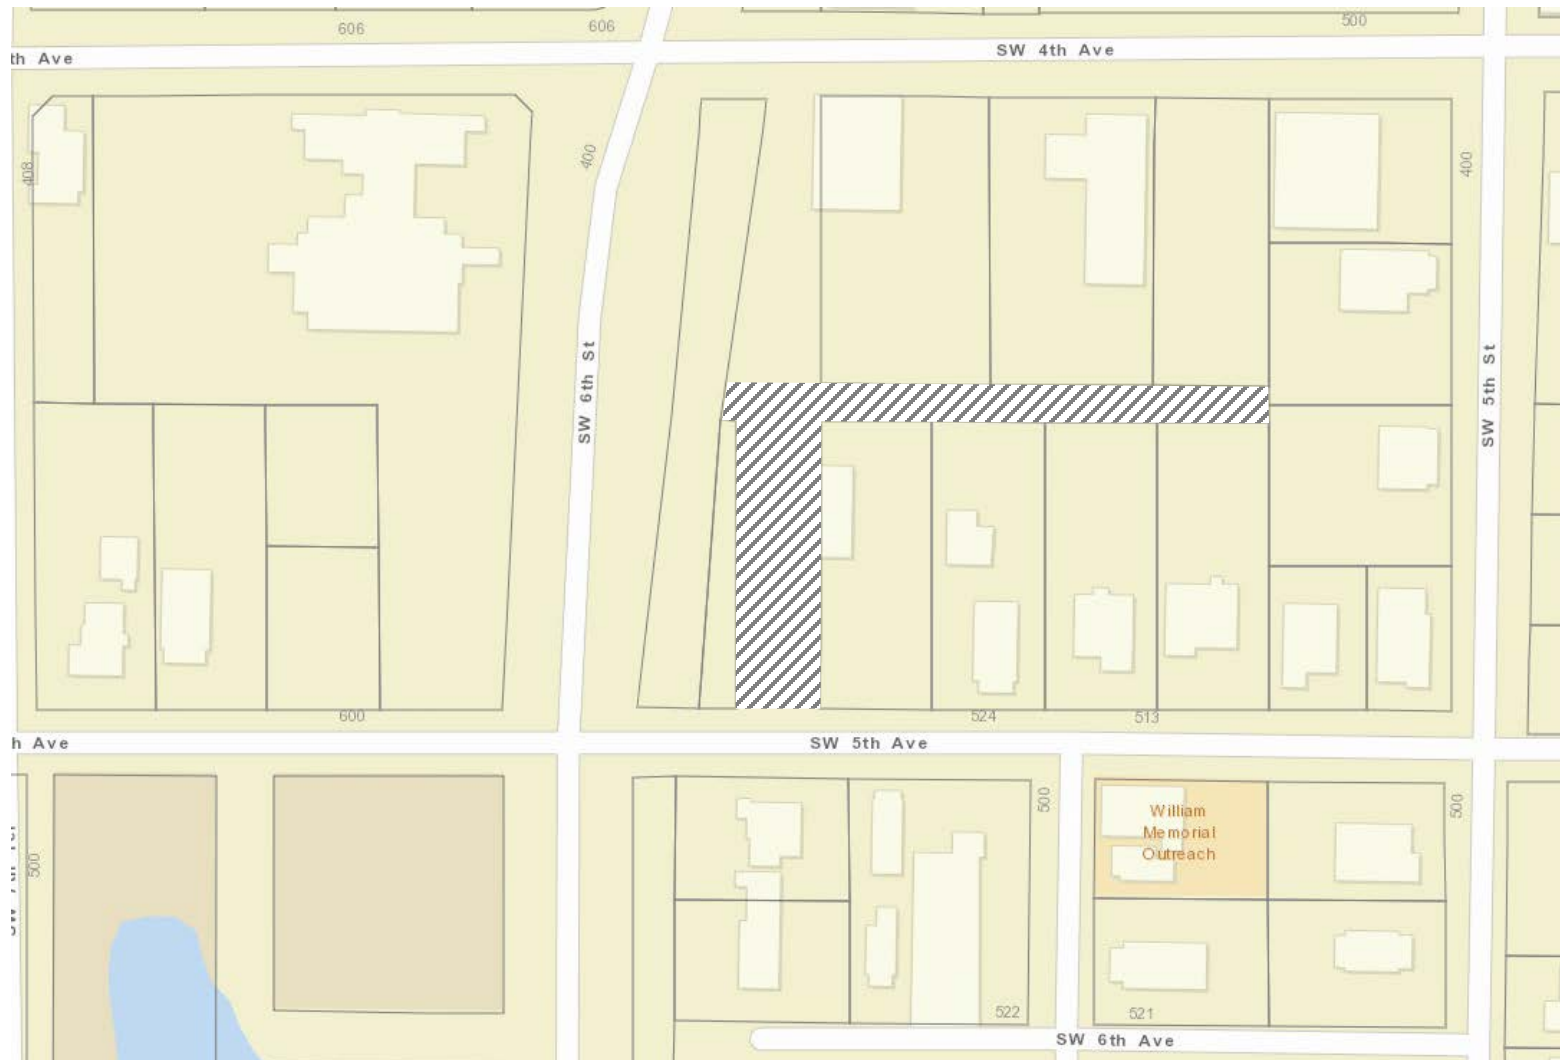 606
606
500
th Ave
SW 4th Ave
408
400
400
SW 6th St
SW 5th St
600
524
513
h Ave
SW 5th Ave
500
500
500
William
Memorial
Outreach
522
521
SW 6th Ave